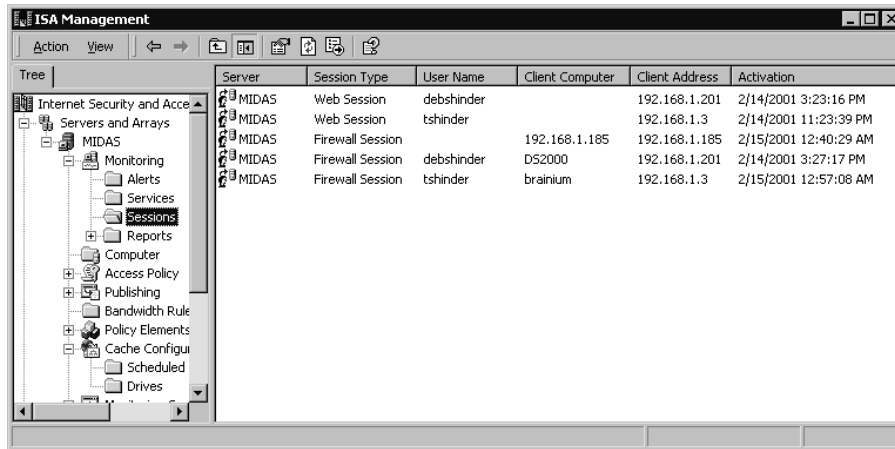 ISA Management
Action View
Tree
Internet Security and Acce
Servers and Arrays
MIDAS
Monitoring
Alerts
Services
Sessions
Reports
Computer
Access Policy
Publishing
Bandwidth Rule
Policy Elements
Cache Configur
Scheduled
Drives
Server Session Type User Name Client Computer Client Address Activation
MIDAS Web Session debshinder 192.168.1.201 2/14/2001 3:23:16 PM
MIDAS Web Session tshinder 192.168.1.3 2/14/2001 11:23:39 PM
MIDAS Firewall Session 192.168.1.185 192.168.1.185 2/15/2001 12:40:29 AM
MIDAS Firewall Session debshinder DS2000 192.168.1.201 2/14/2001 3:27:17 PM
MIDAS Firewall Session tshinder brainium 192.168.1.3 2/15/2001 12:57:08 AM